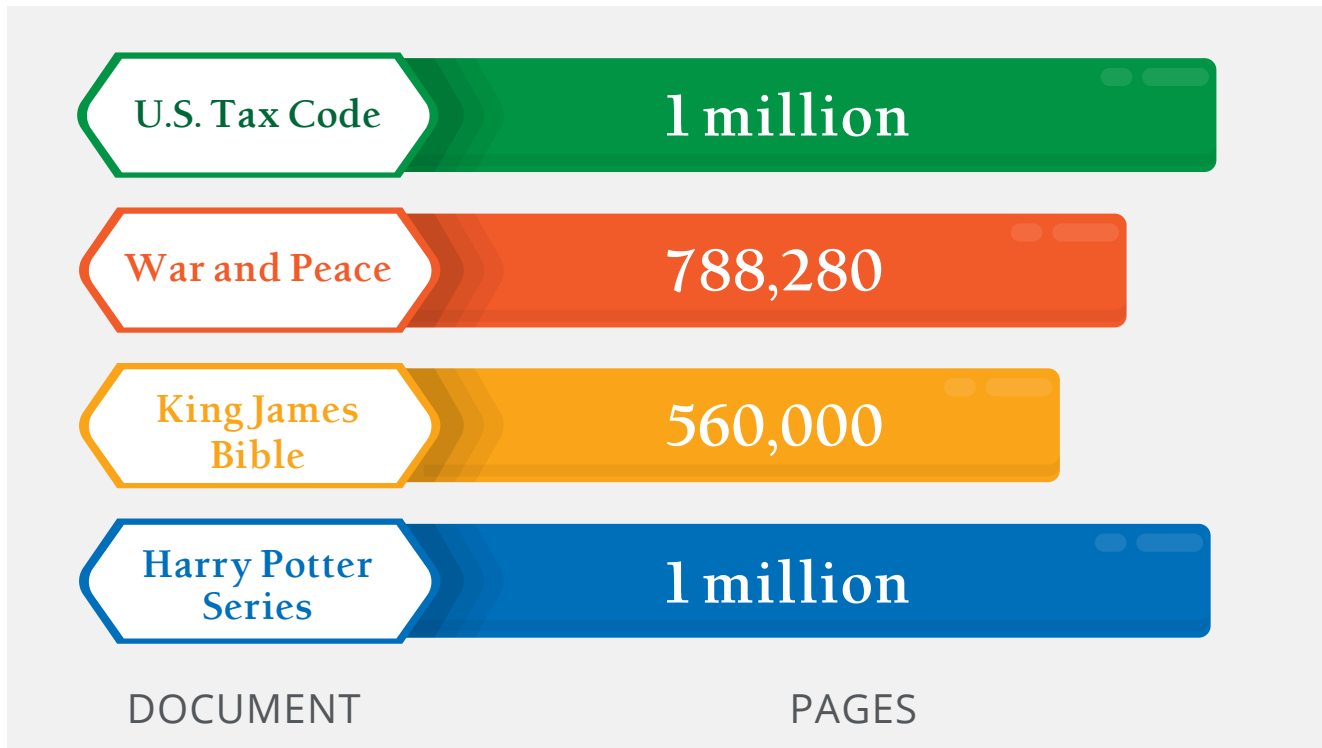 U.S. Tax Code
1 million
War and Peace
788,280
King James
Bible
560,000
Harry Potter
Series
1 million
DOCUMENT
PAGES